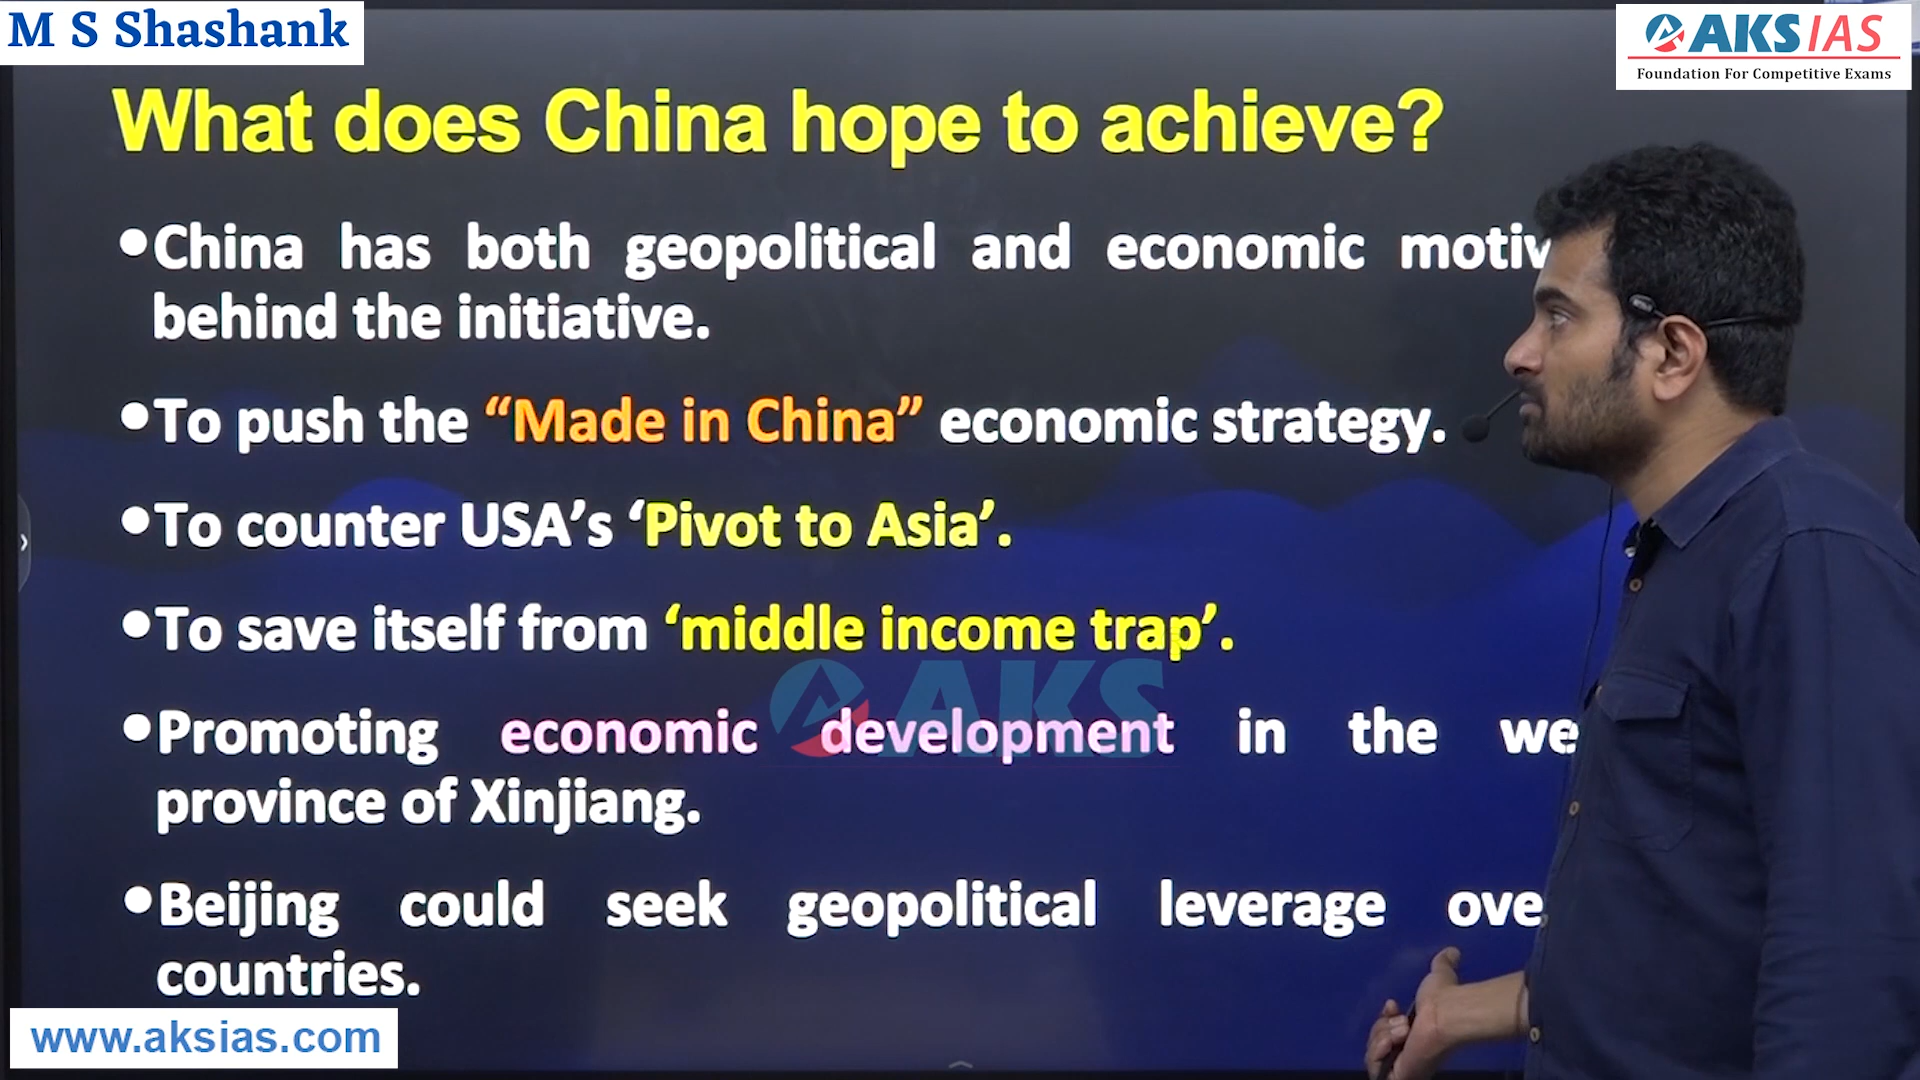 M S Shashank
AKS IAS
Foundation For Competitive Exams
What does China hope to achieve?
•China has both geopolitical and economic
behind the initiative.
•To push the “Made in China” economic strategy.
•To counter USA’s ‘Pivot to Asia’.
•To save itself from ‘middle income trap’.
AKS
•Promoting economic development in the
province of Xinjiang.
•Beijing could seek geopolitical leverage
countries.
www.aksias.com